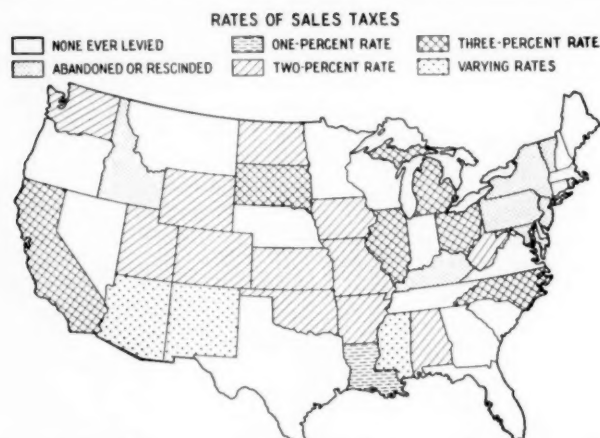 RATES OF SALES TAXES
NONE EVER LEVIED ONE-PERCENT RATE THREE-PERCENT RATE
ABANDONED OR RESCINDED TWO-PERCENT RATE VARYING RATES